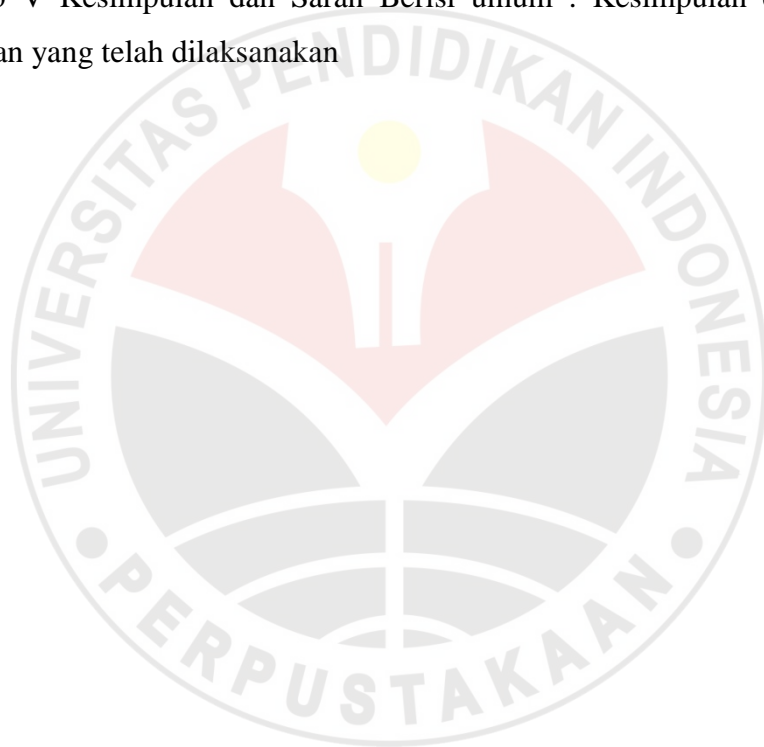 V Kesimpulan dan Saran Berisi umum : Kesimpulan
an yang telah dilaksanakan
UNIVERSITAS PENDIDIKAN INDONESIA
PERPUSTAKAAN